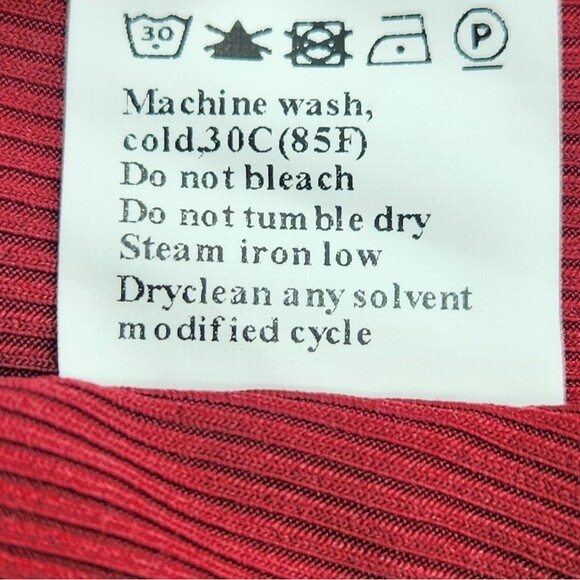 30 P
Machine wash,
cold,30C(85F)
Do not bleach
Do not tumble dry
Steam iron low
Dryclean any solvent
modified cycle